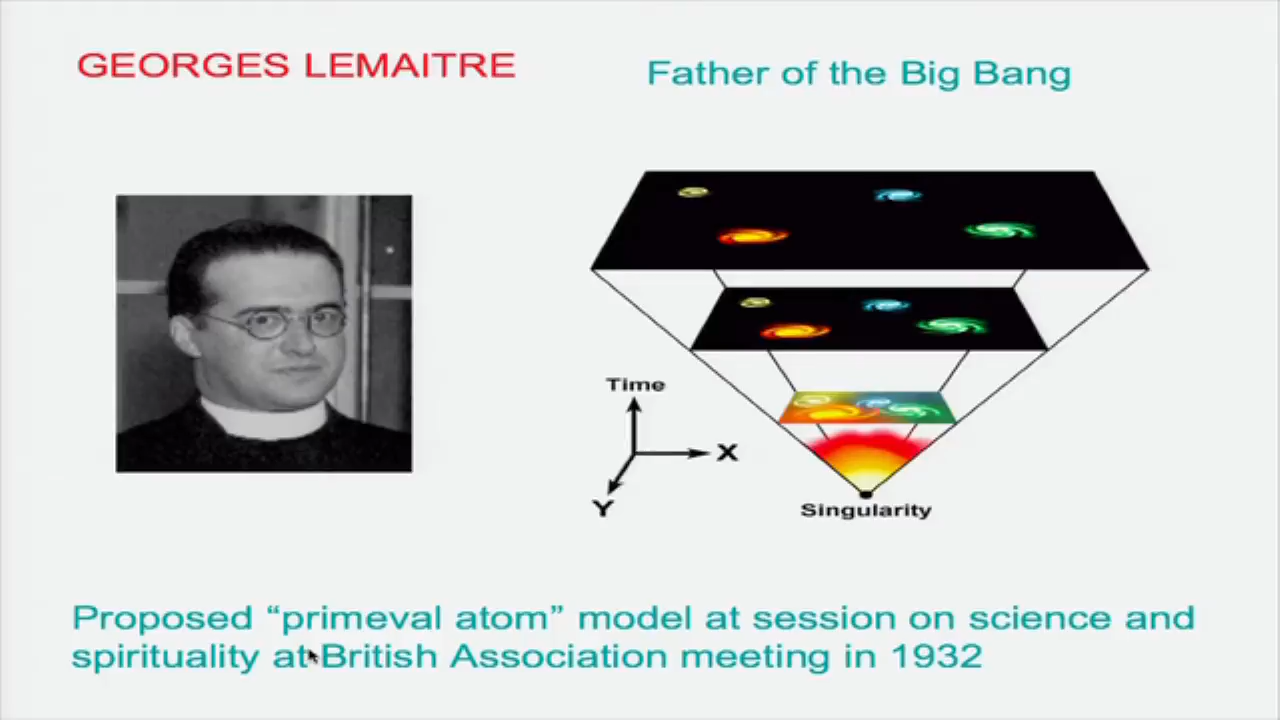 GEORGES LEMAITRE
Father of the Big Bang
Time
X
Y
Singularity
Proposed “primeval atom” model at session on science and
spirituality at British Association meeting in 1932